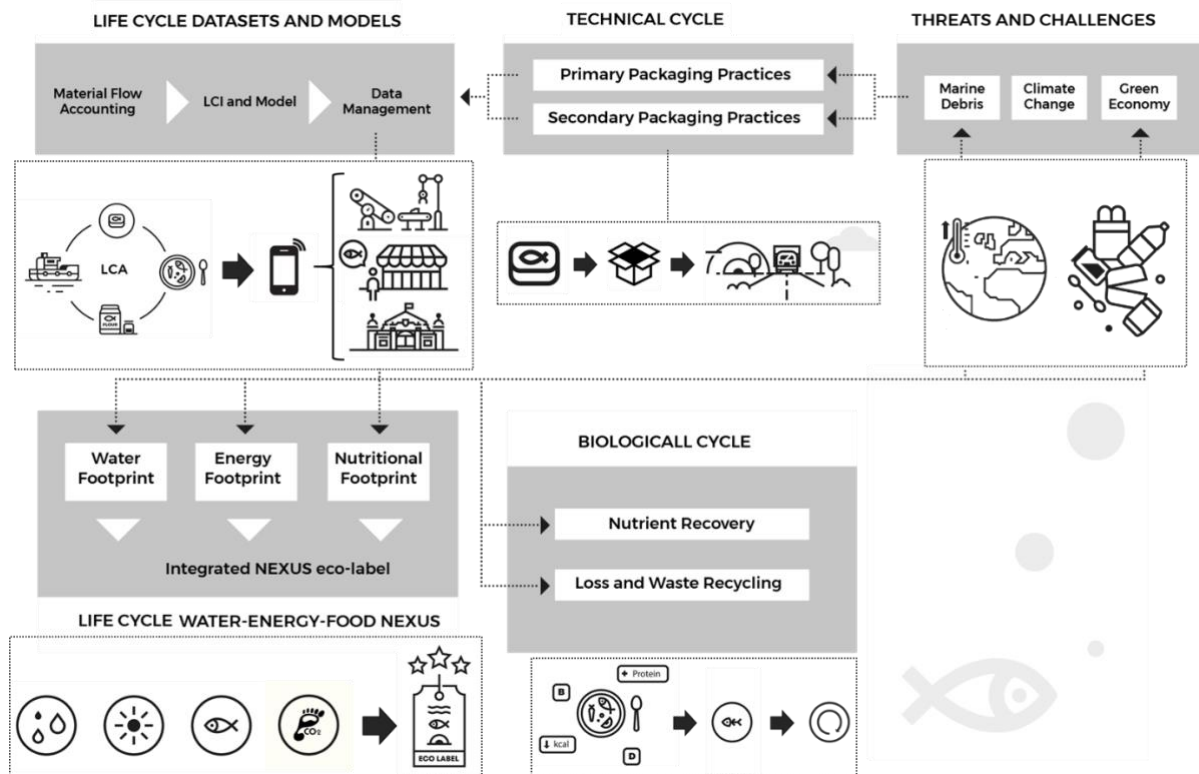 LIFE CYCLE DATASETS AND MODELS
TECHNICAL CYCLE
THREATS AND CHALLENGES
Material Flow
Accounting
LCI and Model
Data
Management
Primary Packaging Practices
Secondary Packaging Practices
Marine
Debris
Climate
Change
Green
Economy
LCA
FLOUR
Water
Footprint
Energy
Footprint
Nutritional
Footprint
Integrated NEXUS eco-label
LIFE CYCLE WATER-ENERGY-FOOD NEXUS
BIOLOGICALL CYCLE
Nutrient Recovery
Loss and Waste Recycling
CO2
ECO LABEL
+ Protein
B
↓ kcal
D